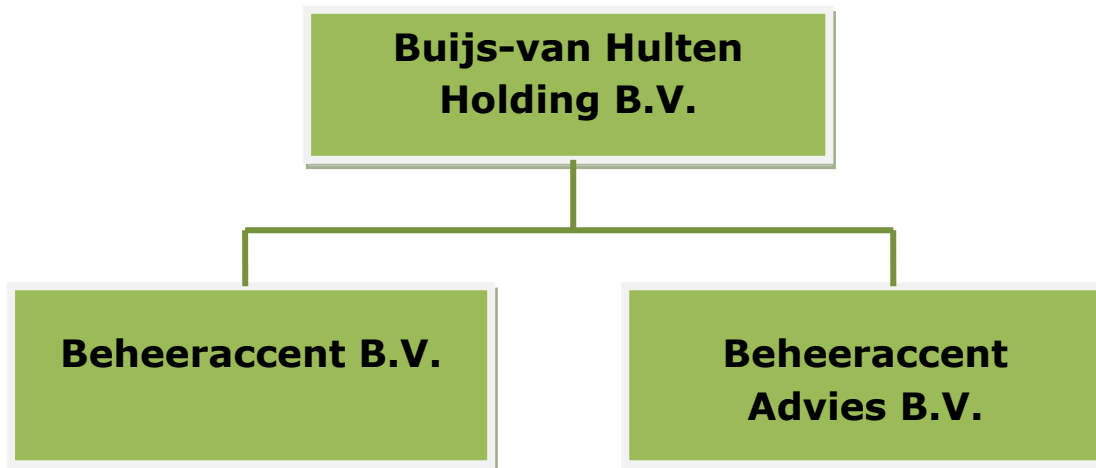 Buijs-van Hulten
Holding B.V.
Beheeraccent B.V.
Beheeraccent
Advies B.V.